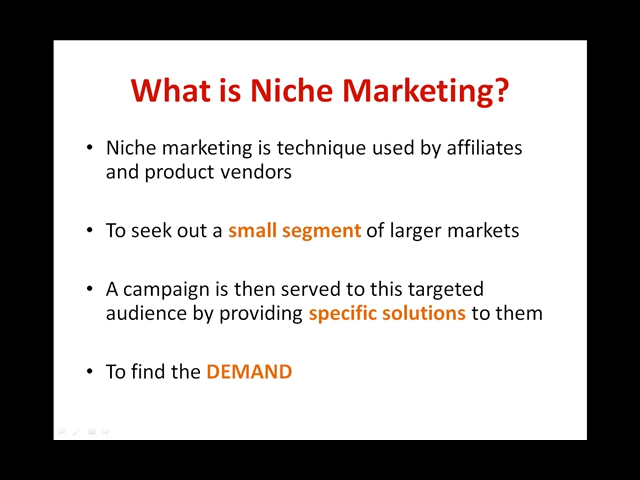 What is Niche Marketing?
• Niche marketing is technique used by affiliates
and product vendors
• To seek out a small segment of larger markets
• A campaign is then served to this targeted
audience by providing specific solutions to them
• To find the DEMAND